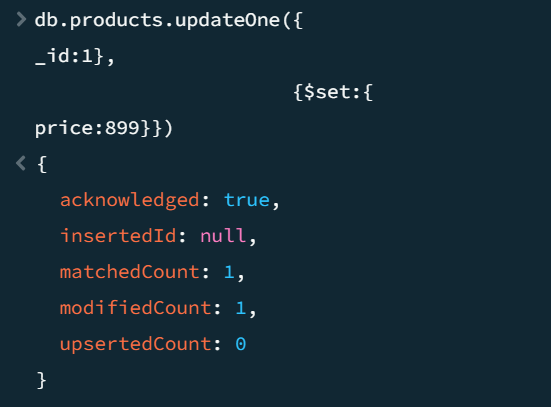 > db.products.updateOne({
_id:1},
{$set:{
price:899}})
< {
acknowledged: true,
insertedId: null,
matchedCount: 1,
modifiedCount: 1,
upsertedCount: 0
}